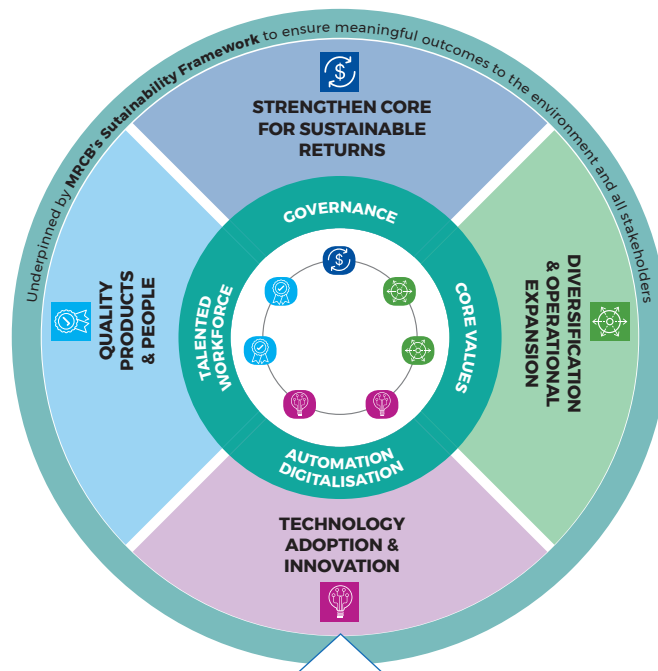 Underpinned by MRCB's Sustainability Framework to ensure meaningful outcomes to the environment and all stakeholders
STRENGTHEN CORE
FOR SUSTAINABLE
RETURNS
GOVERNANCE
QUALITY
PRODUCTS
& PEOPLE
TALENTED
WORKFORCE
CORE VALUES
DIVERSIFICATION
& OPERATIONAL
EXPANSION
AUTOMATION
DIGITALISATION
TECHNOLOGY
ADOPTION &
INNOVATION